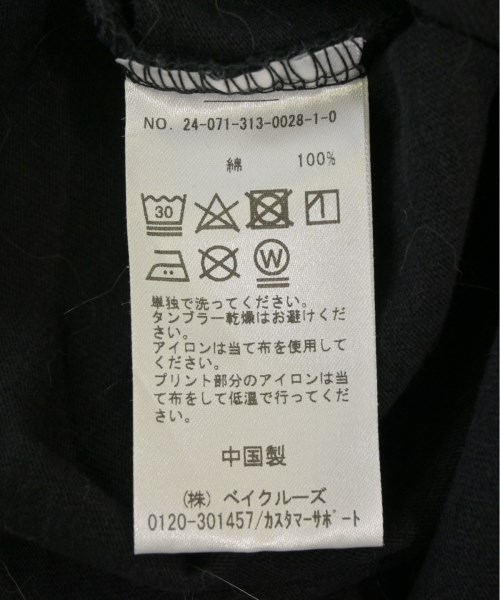 NO. 24-071-313-0028-1-0
綿 100%
30
W
単独で洗ってください。
タンブラー乾燥はお避けくだ
さい。
アイロンは当て布を使用して
ください。
プリント部分のアイロンは当
て布をして低温で行ってくだ
さい。
中国製
(株) ベイクルーズ
0120-301457/カスタマーサポート